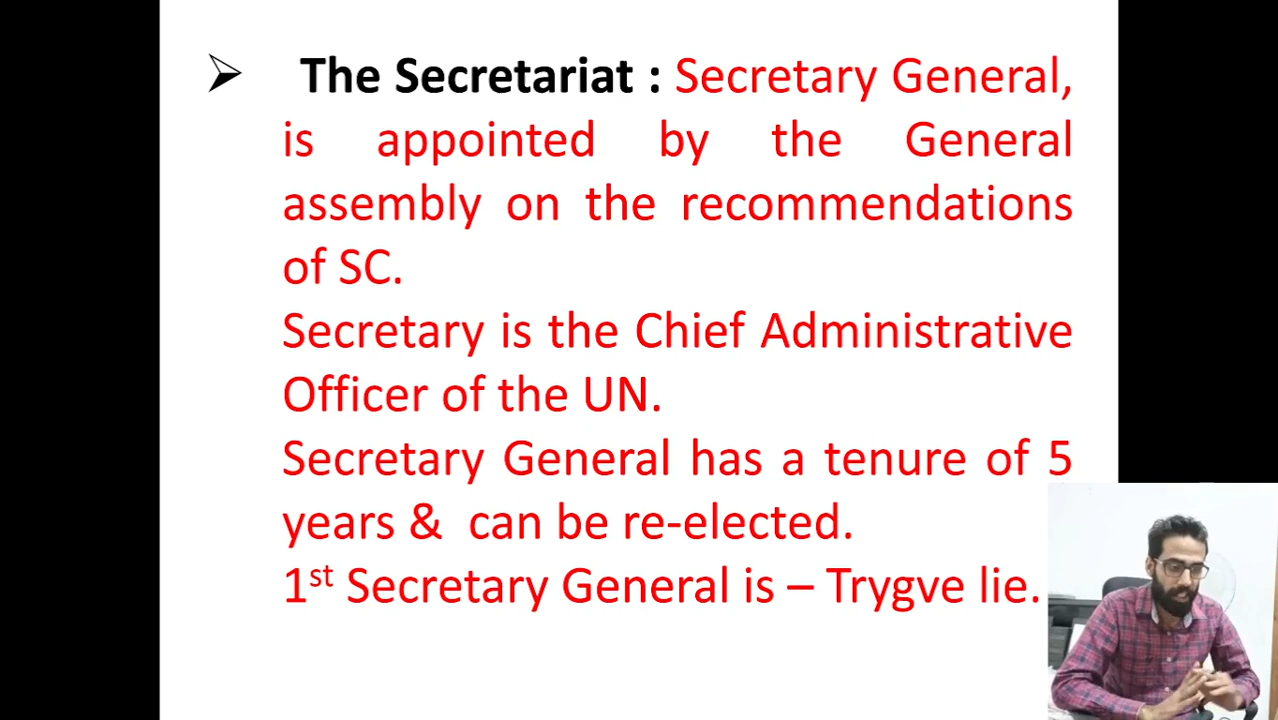 ➢ The Secretariat : Secretary General,
is appointed by the General
assembly on the recommendations
of SC.
Secretary is the Chief Administrative
Officer of the UN.
Secretary General has a tenure of 5
years & can be re-elected.
1st Secretary General is – Trygve lie.